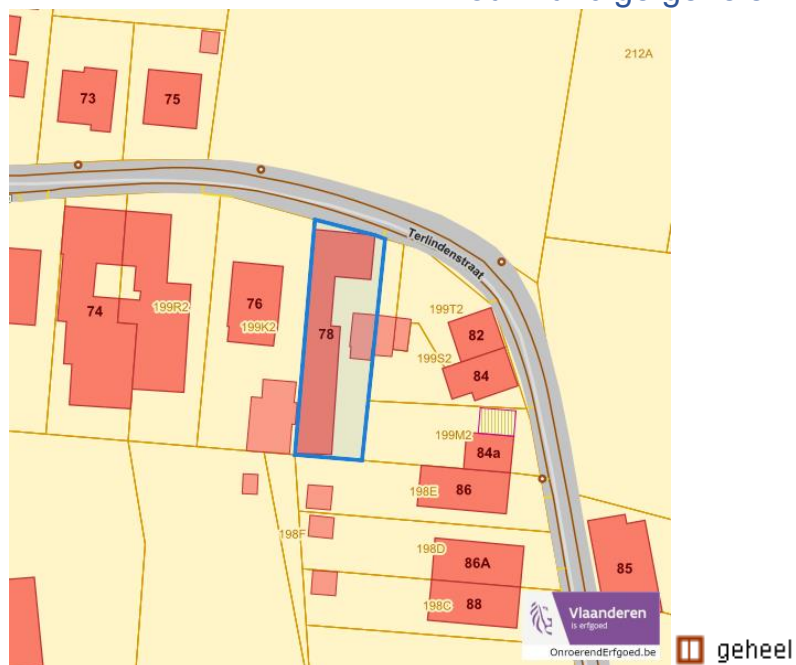 212A
73
75
Terlindenstraat
74
199R2
76
199K2
78
199T2
82
199S2
84
199M2
84a
198E
86
198F
198D
86A
85
198C
88
Vlaanderen
is erfgoed
OnroerendErfgoed.be
geheel